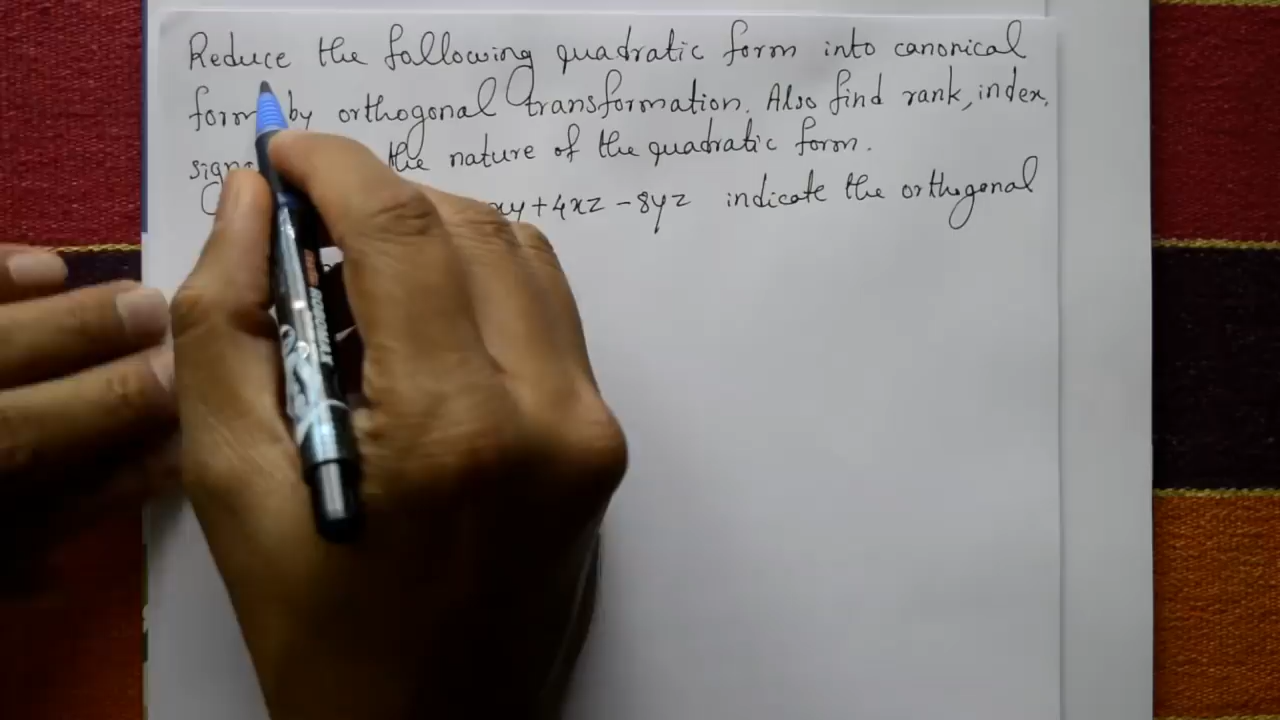 Reduce the following quadratic form into canonical
form by orthogonal transformation. Also find rank, index,
the nature of the quadratic form.
xy + 4xz - 8yz indicate the orthogonal